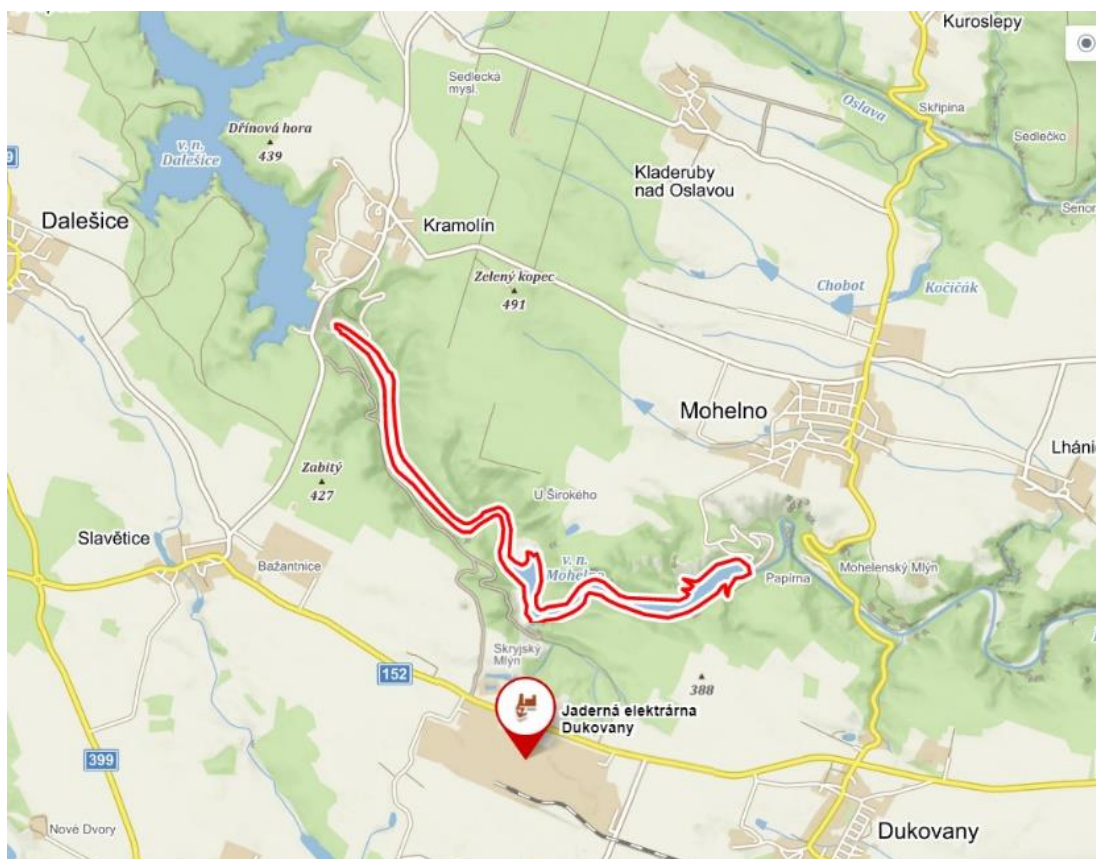 Kuroslepy
Sedlecká
mysl.
Oslava
Skřipina
Dřínová hora
439
v. n.
Dalešice
Sedlečko
Kladeruby
nad Oslavou
Dalešice
Kramolín
Senor
Zelený kopec
491
Chobot
Kočičák
Mohelno
Lhánic
Zabitý
427
U Širokého
Slavětice
Bažantnice
v. n.
Mohelno
Papírna
Mohelenský Mlýn
Skryjský
Mlýn
152
388
Jaderná elektrárna
Dukovany
399
Nové Dvory
Dukovany